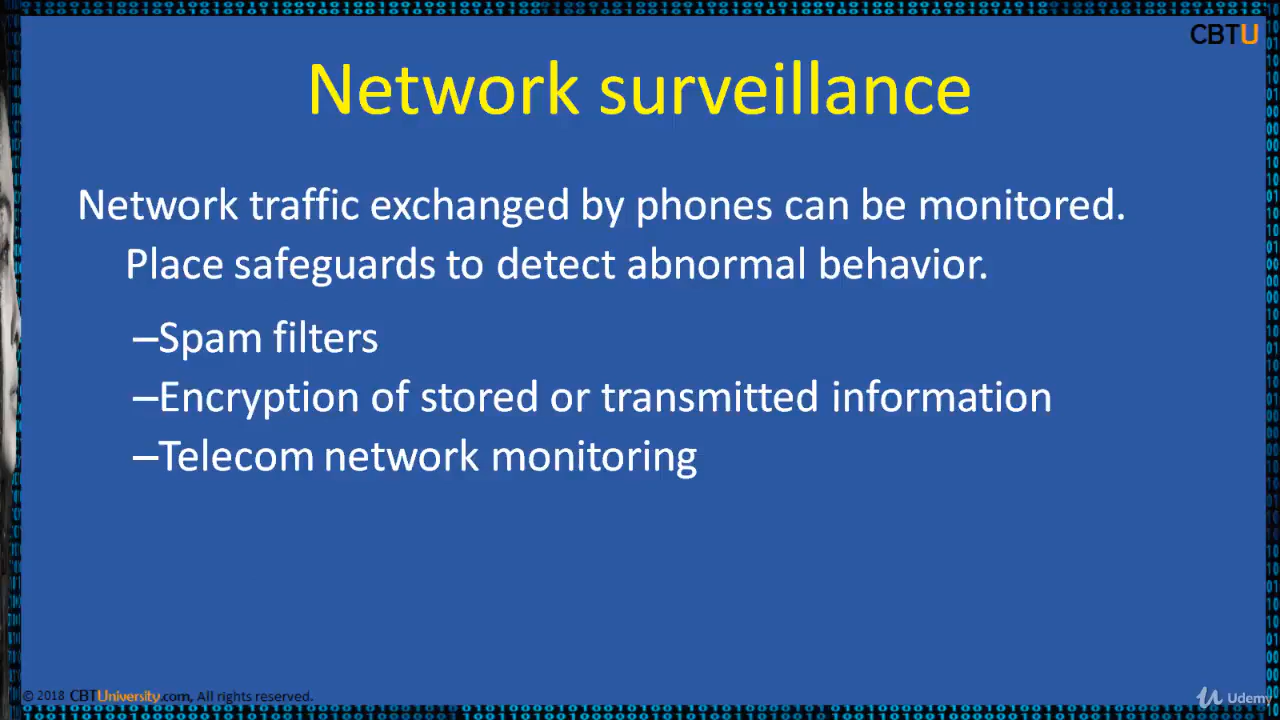 CBTU
Network surveillance
Network traffic exchanged by phones can be monitored.
Place safeguards to detect abnormal behavior.
–Spam filters
–Encryption of stored or transmitted information
–Telecom network monitoring
© 2018 CBTUniversity.com, All rights reserved.
Udemy